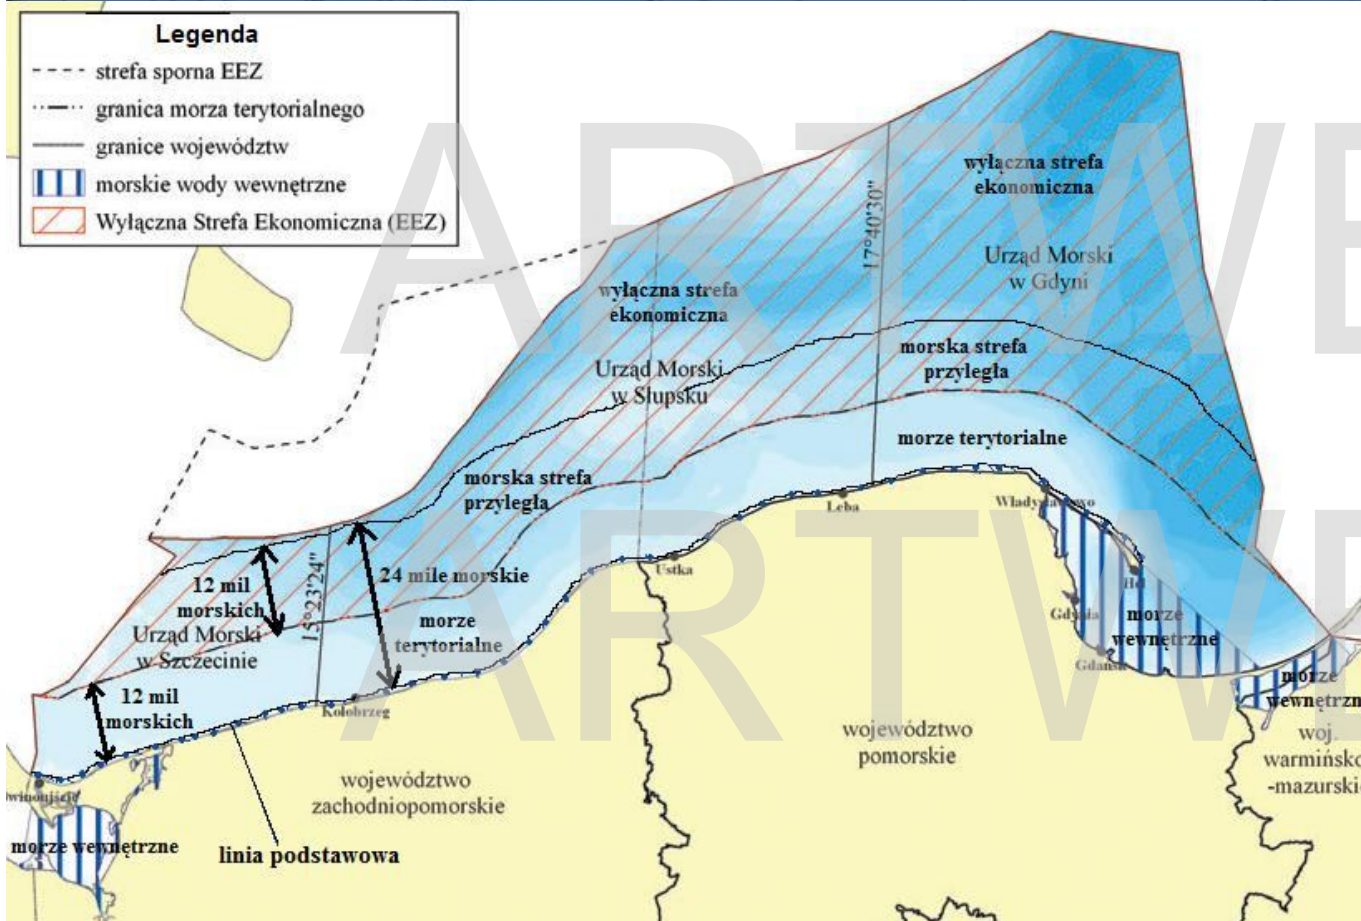 Legenda
strefa sporna EEZ
granica morza terytorialnego
granice województw
morskie wody wewnętrzne
Wyłączna Strefa Ekonomiczna (EEZ)
ARTWE
wyłączna strefa
ekonomiczna
17°40'30"
Urząd Morski
w Gdyni
wyłączna strefa
ekonomiczna
morska strefa
przyległa
Urząd Morski
w Słupsku
morze terytorialne
morska strefa
przyległa
Władysławowo
Łeba
ARTWE
Ustka
24 mile morskie
12 mil
morskich
15°23'24"
Hel
Gdynia
morze
wewnętrzne
morze
terytorialne
Urząd Morski
w Szczecinie
Gdańsk
morze
wewnętrzn
12 mil
morskich
Kołobrzeg
województwo
pomorskie
woj.
warmińsko
-mazurski
województwo
zachodniopomorskie
winoujście
morze wewnętrzne
linia podstawowa